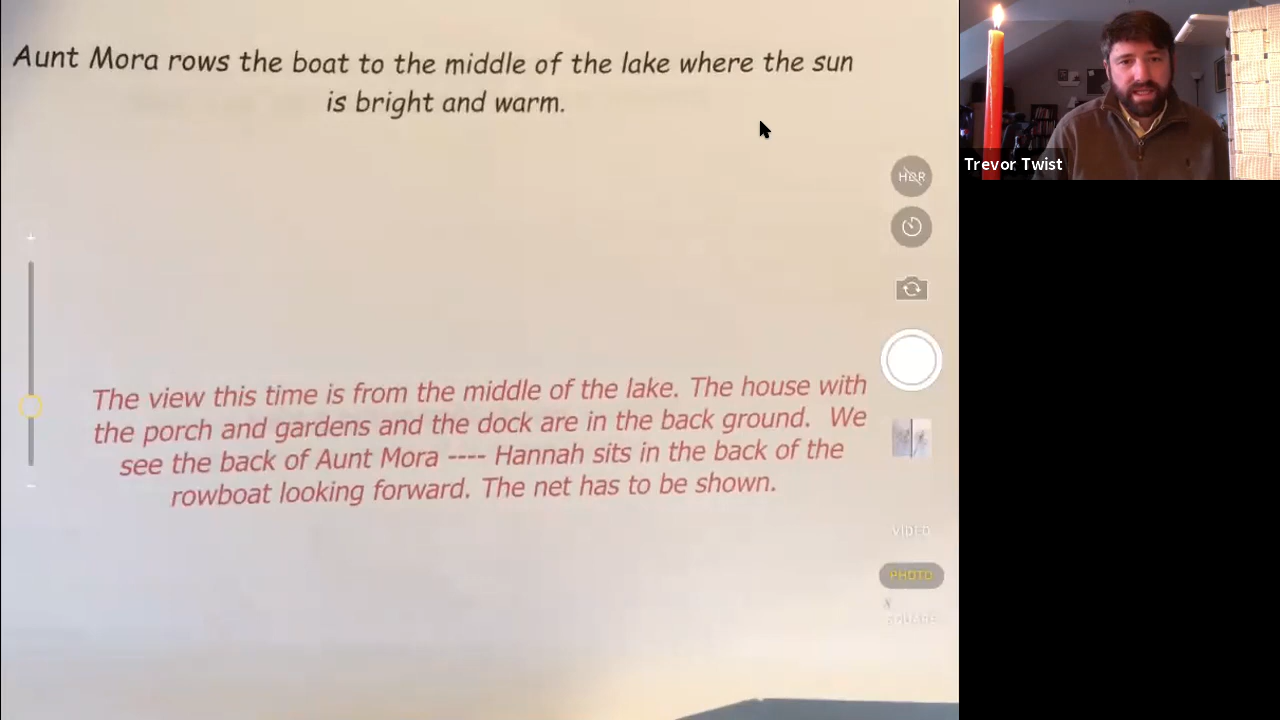 Aunt Mora rows the boat to the middle of the lake where the sun
is bright and warm.
HDR
Trevor Twist
The view this time is from the middle of the lake. The house with
the porch and gardens and the dock are in the back ground. We
see the back of Aunt Mora ---- Hannah sits in the back of the
rowboat looking forward. The net has to be shown.
VIDEO
PHOTO
SQUARE